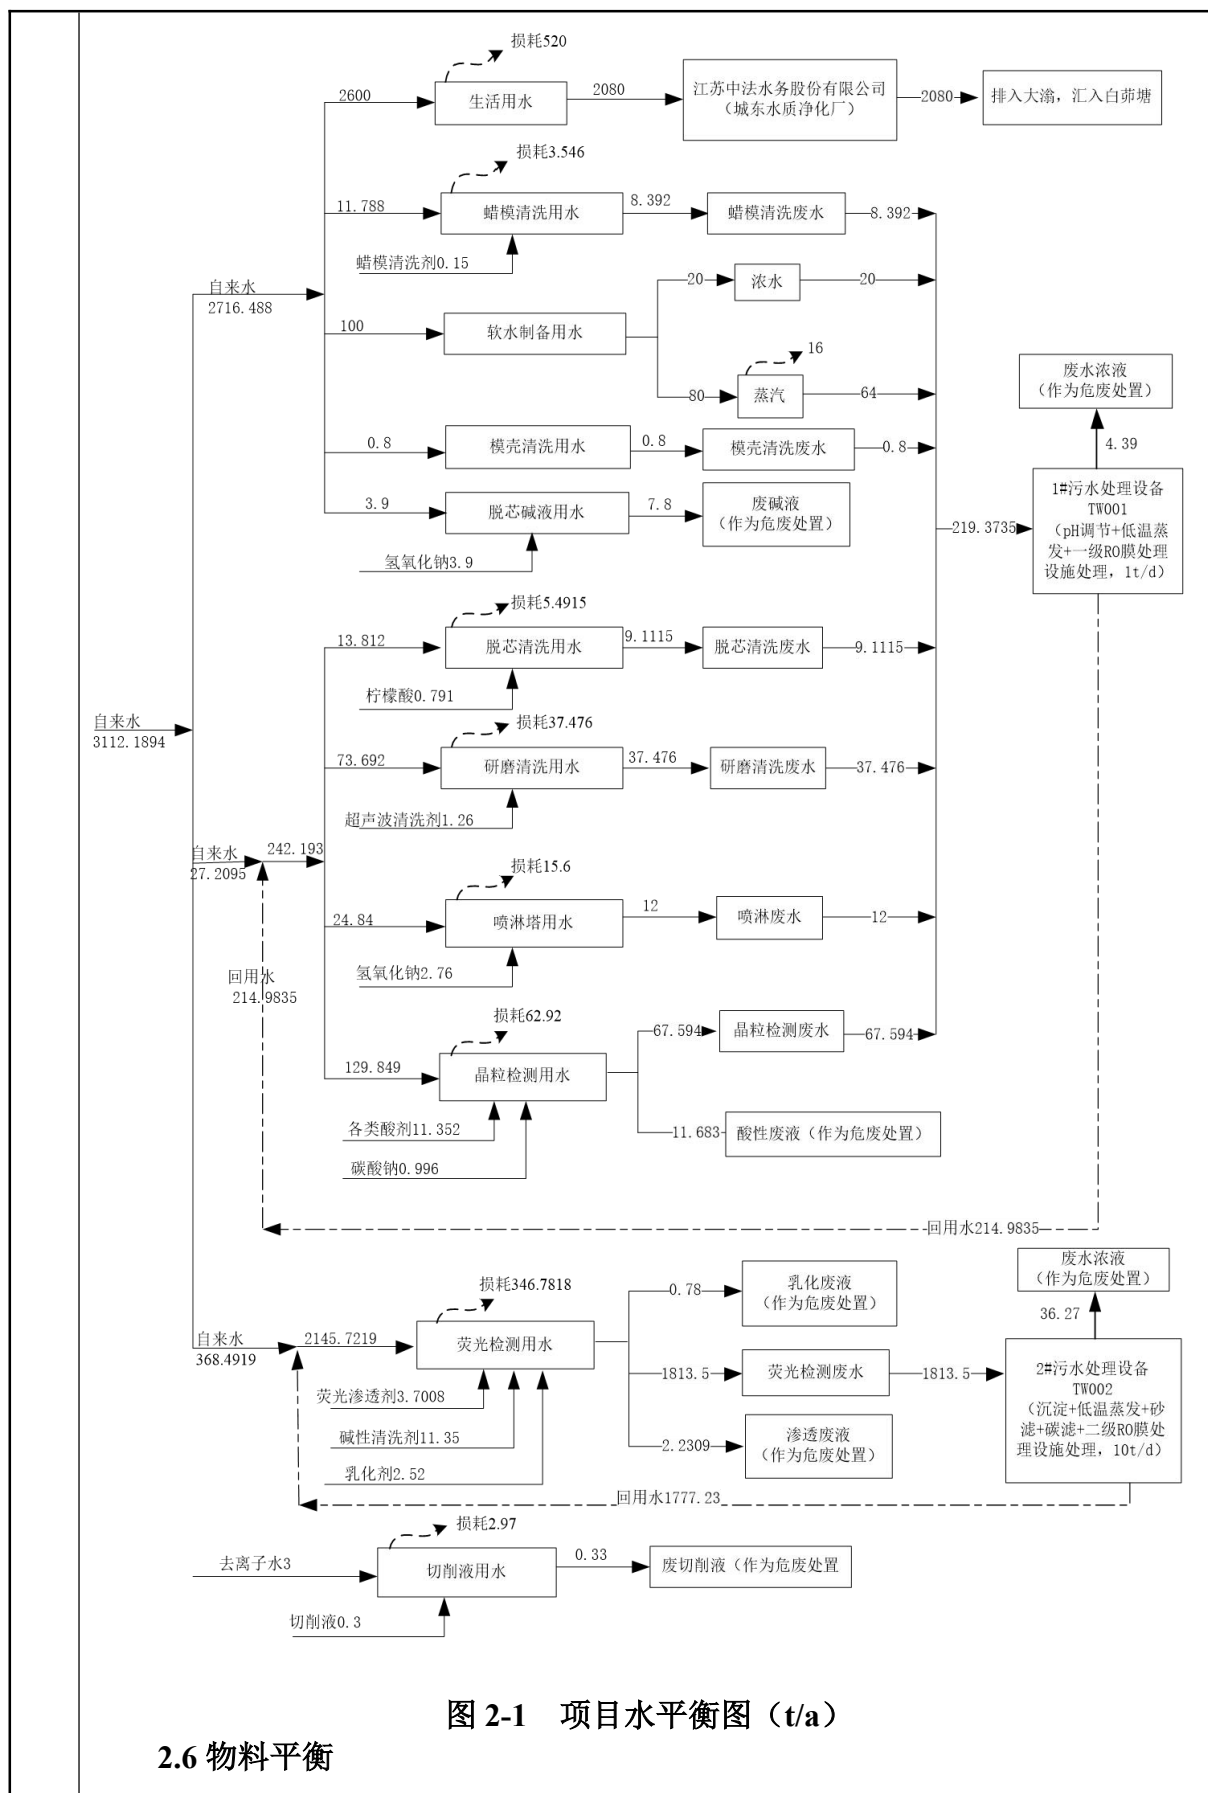 损耗520
2600
生活用水
2080
江苏中法水务股份有限公司
（城东水质净化厂）
2080
排入大滃，汇入白茆塘
损耗3.546
11.788
蜡模清洗用水
8.392
蜡模清洗废水
8.392
蜡模清洗剂0.15
自来水
2716.488
20
浓水
20
100
软水制备用水
16
80
蒸汽
64
废水浓液
（作为危废处置）
4.39
0.8
模壳清洗用水
0.8
模壳清洗废水
0.8
3.9
脱芯碱液用水
7.8
废碱液
（作为危废处置）
氢氧化钠3.9
219.3735
1#污水处理设备
TW001
（pH调节+低温蒸
发+一级RO膜处理
设施处理，1t/d）
损耗5.4915
13.812
脱芯清洗用水
9.1115
脱芯清洗废水
9.1115
柠檬酸0.791
自来水
3112.1894
损耗37.476
73.692
研磨清洗用水
37.476
研磨清洗废水
37.476
超声波清洗剂1.26
自来水
27.2095
242.193
损耗15.6
24.84
喷淋塔用水
12
喷淋废水
12
氢氧化钠2.76
回用水
214.9835
损耗62.92
129.849
晶粒检测用水
67.594
晶粒检测废水
67.594
11.683
酸性废液（作为危废处置）
各类酸剂11.352
碳酸钠0.996
回用水214.9835
废水浓液
（作为危废处置）
36.27
损耗346.7818
自来水
368.4919
2145.7219
荧光检测用水
0.78
乳化废液
（作为危废处置）
1813.5
荧光检测废水
1813.5
2.2309
渗透废液
（作为危废处置）
2#污水处理设备
TW002
（沉淀+低温蒸发+砂
滤+碳滤+二级RO膜处
理设施处理，10t/d）
荧光渗透剂3.7008
碱性清洗剂11.35
乳化剂2.52
回用水1777.23
损耗2.97
去离子水3
切削液用水
0.33
废切削液（作为危废处置
切削液0.3
图 2-1 项目水平衡图（t/a）
2.6 物料平衡